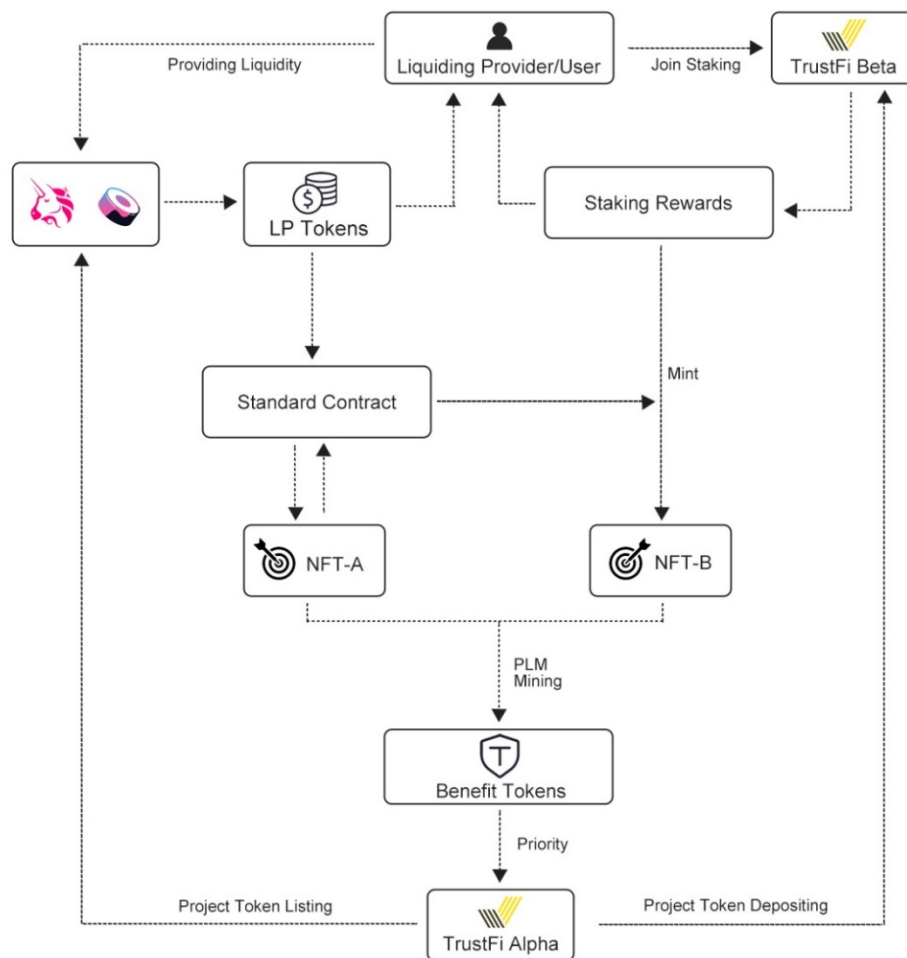 Providing Liquidity
Liquiding Provider/User
Join Staking
TrustFi Beta
$
LP Tokens
Staking Rewards
Mint
Standard Contract
NFT-A
NFT-B
PLM
Mining
T
Benefit Tokens
Priority
Project Token Listing
TrustFi Alpha
Project Token Depositing